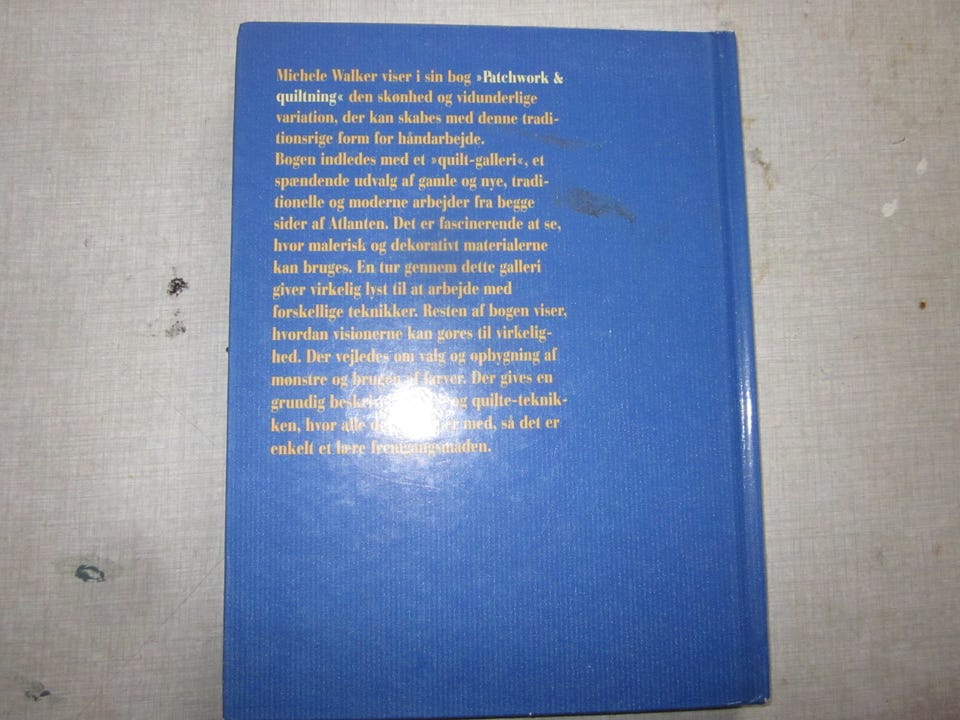 Michele Walker viser i sin bog »Patchwork &
quiltning« den skønhed og vidunderlige
variation, der kan skabes med denne tradi-
tionsrige form for håndarbejde.
Bogen indledes med et »quilt-galleri«, et
spændende udvalg af gamle og nye, tradi-
tionelle og moderne arbejder fra begge
sider af Atlanten. Det er fascinerende at se,
hvor malerisk og dekorativt materialerne
kan bruges. En tur gennem dette galleri
giver virkelig lyst til at arbejde med
forskellige teknikker. Resten af bogen viser,
hvordan visionerne kan gøres til virkelig-
hed. Der vejledes om valg og opbygning af
mønstre og brugen af farver. Der gives en
grundig og quilte-teknik-
ken, hvor alle med, så det er
enkelt et lære fremgangsmåden.